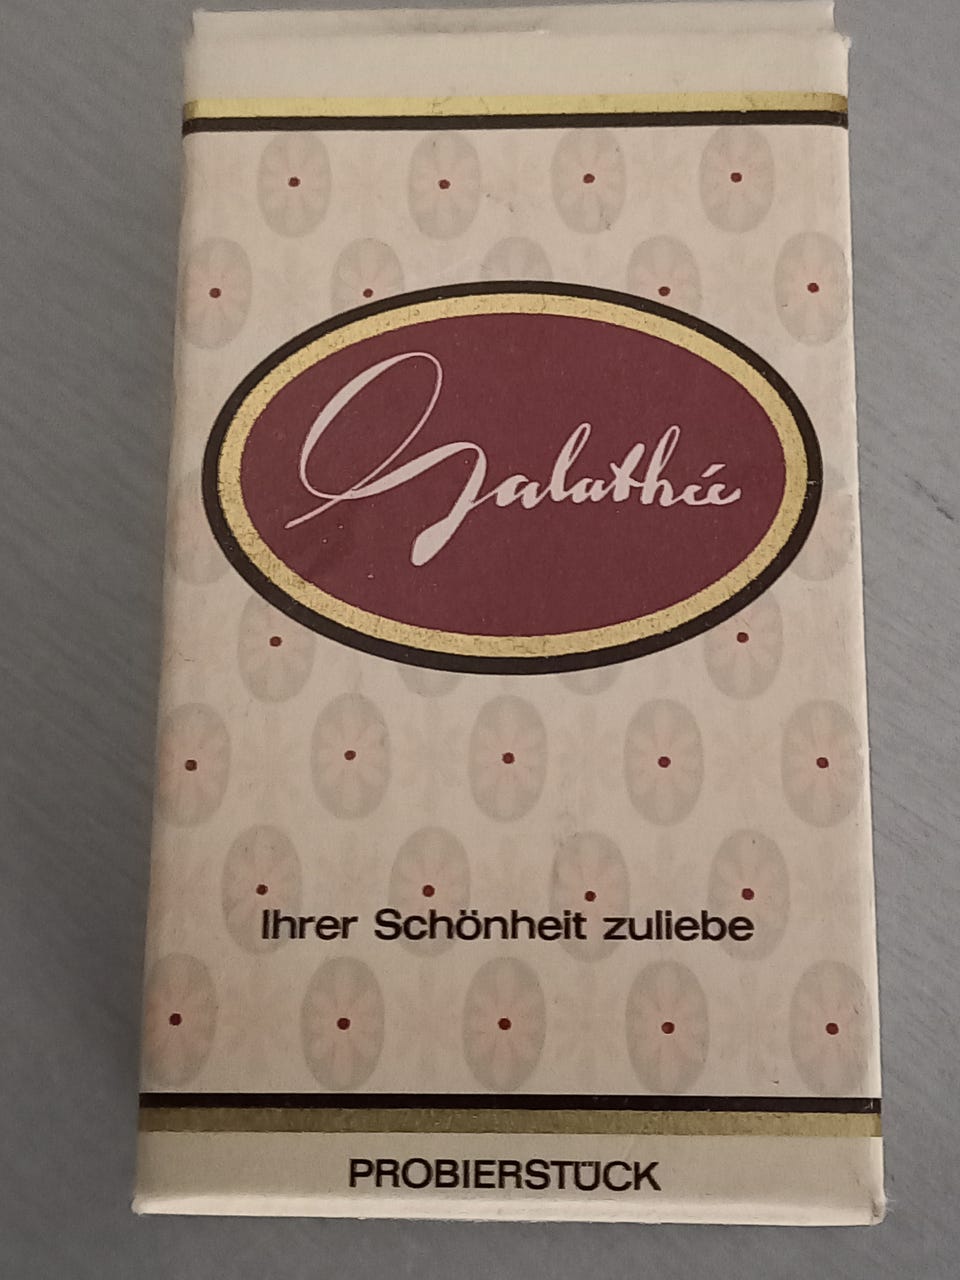 Galathée
Ihrer Schönheit zuliebe
PROBIERSTÜCK